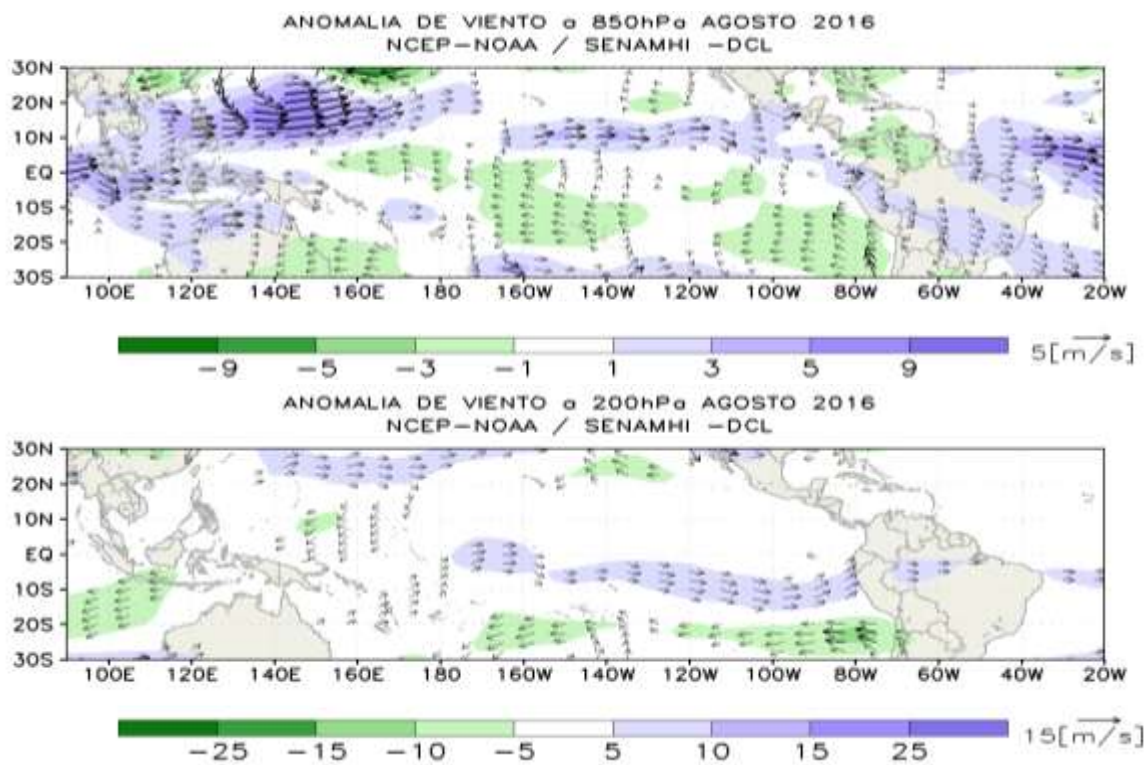 ANOMALIA DE VIENTO a 850hPa AGOSTO 2016
NCEP-NOAA / SENAMHI -DCL
30N
20N
10N
EQ
10S
20S
30S
100E 120E 140E 160E 180 160W 140W 120W 100W 80W 60W 40W 20W
-9 -5 -3 -1 1 3 5 9 5[m/s]
ANOMALIA DE VIENTO a 200hPa AGOSTO 2016
NCEP-NOAA / SENAMHI -DCL
30N
20N
10N
EQ
10S
20S
30S
100E 120E 140E 160E 180 160W 140W 120W 100W 80W 60W 40W 20W
-25 -15 -10 -5 5 10 15 25 15[m/s]